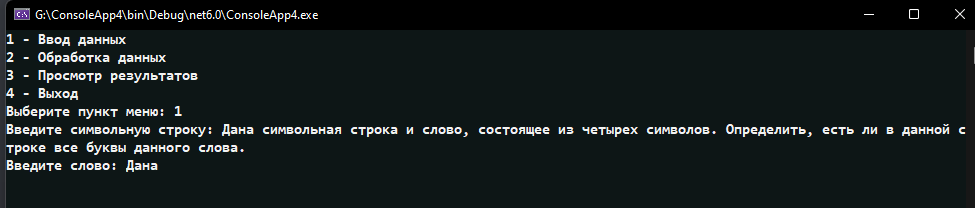 G:\ConsoleApp4\bin\Debug\net6.0\ConsoleApp4.exe
1 - Ввод данных
2 - Обработка данных
3 - Просмотр результатов
4 - Выход
Выберите пункт меню: 1
Введите символьную строку: Дана символьная строка и слово, состоящее из четырех символов. Определить, есть ли в данной с
троке все буквы данного слова.
Введите слово: Дана